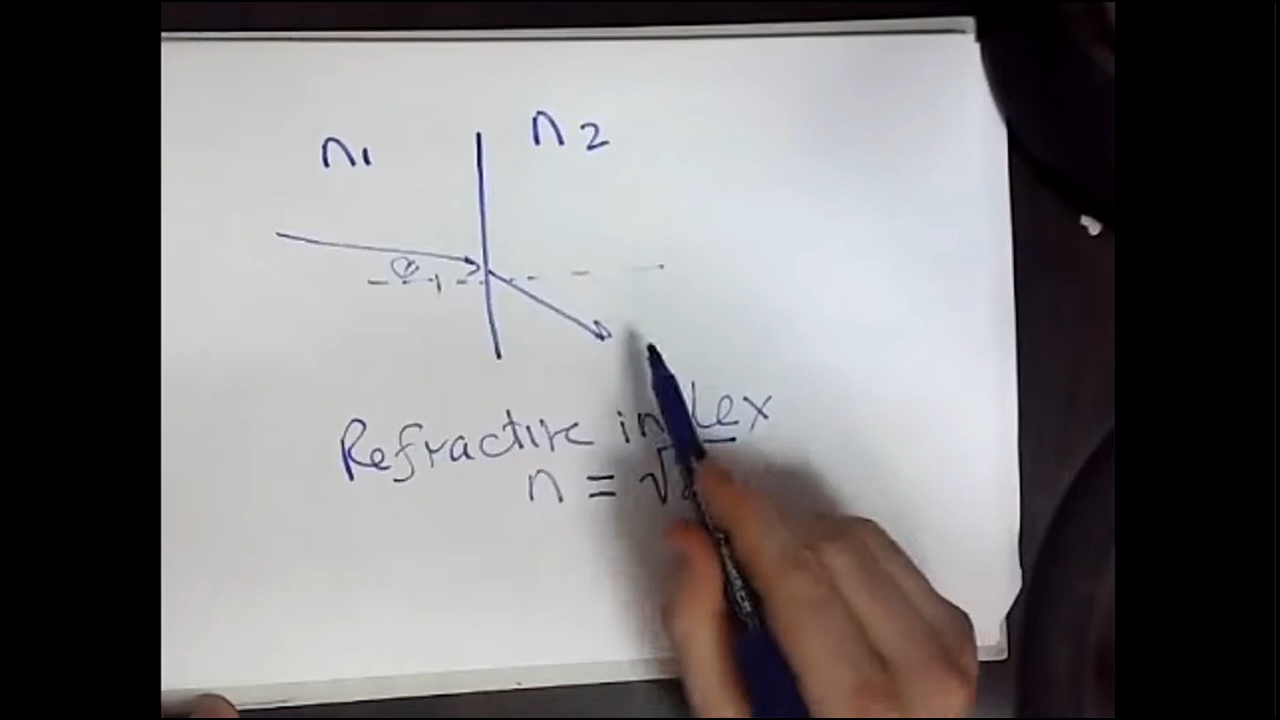 n1
n2
Refractive index
n = √